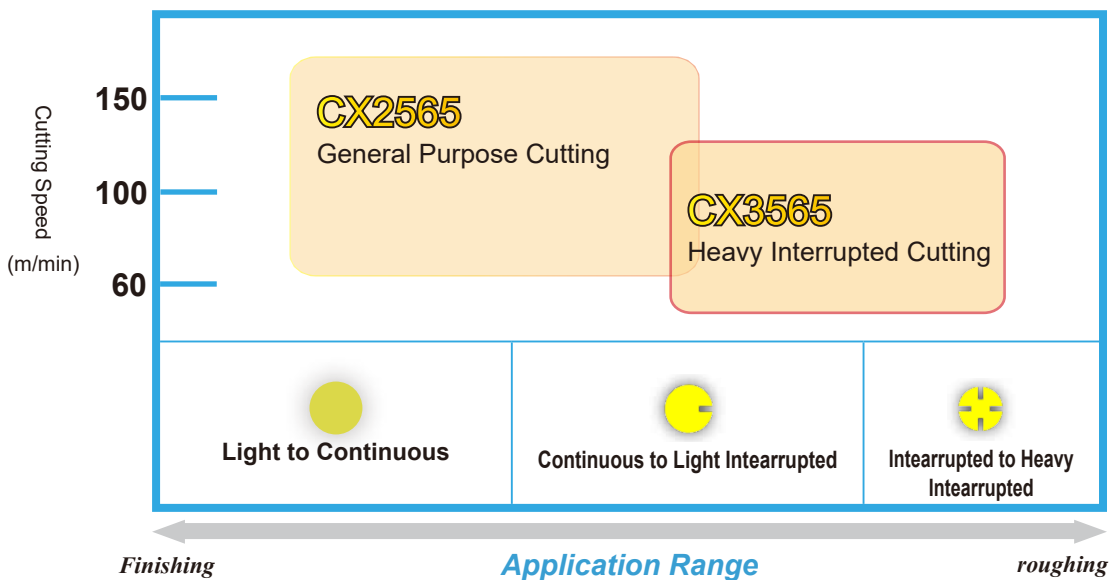 Cutting Speed
(m/min)
150
100
60
CX2565
General Purpose Cutting
CX3565
Heavy Interrupted Cutting
Light to Continuous
Continuous to Light Intearrupted
Intearrupted to Heavy
Intearrupted
Finishing
Application Range
roughing